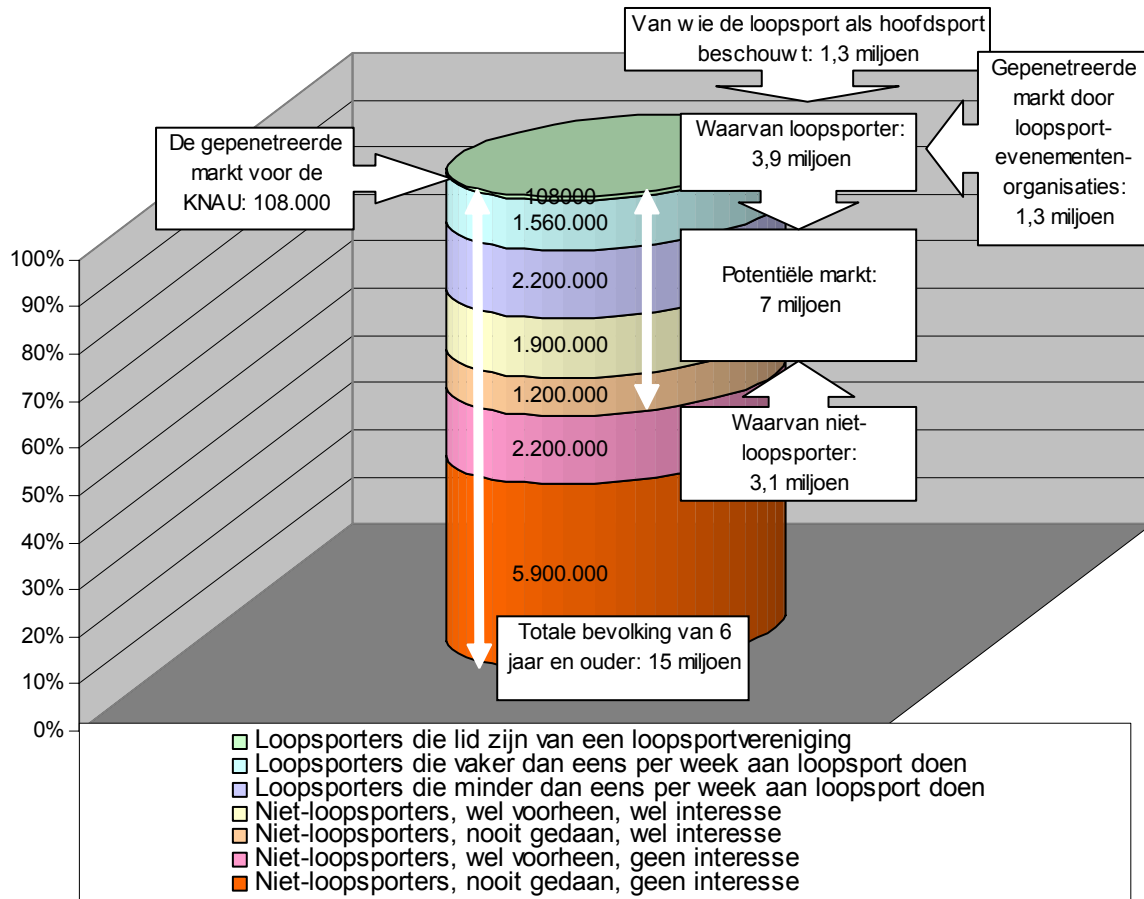 Van wie de loopsport als hoofdsport
beschouwt: 1,3 miljoen
Gepenetreerde
markt door
loopsport-
evenementen-
organisaties:
1,3 miljoen
Waarvan loopsporter:
3,9 miljoen
De gepenetreerde
markt voor de
KNAU: 108.000
108000
1.560.000
2.200.000
1.900.000
1.200.000
2.200.000
5.900.000
Potentiële markt:
7 miljoen
Waarvan niet-
loopsporter:
3,1 miljoen
Totale bevolking van 6
jaar en ouder: 15 miljoen
100%
90%
80%
70%
60%
50%
40%
30%
20%
10%
0%
Loopsporters die lid zijn van een loopsportvereniging
Loopsporters die vaker dan eens per week aan loopsport doen
Loopsporters die minder dan eens per week aan loopsport doen
Niet-loopsporters, wel voorheen, wel interesse
Niet-loopsporters, nooit gedaan, wel interesse
Niet-loopsporters, wel voorheen, geen interesse
Niet-loopsporters, nooit gedaan, geen interesse